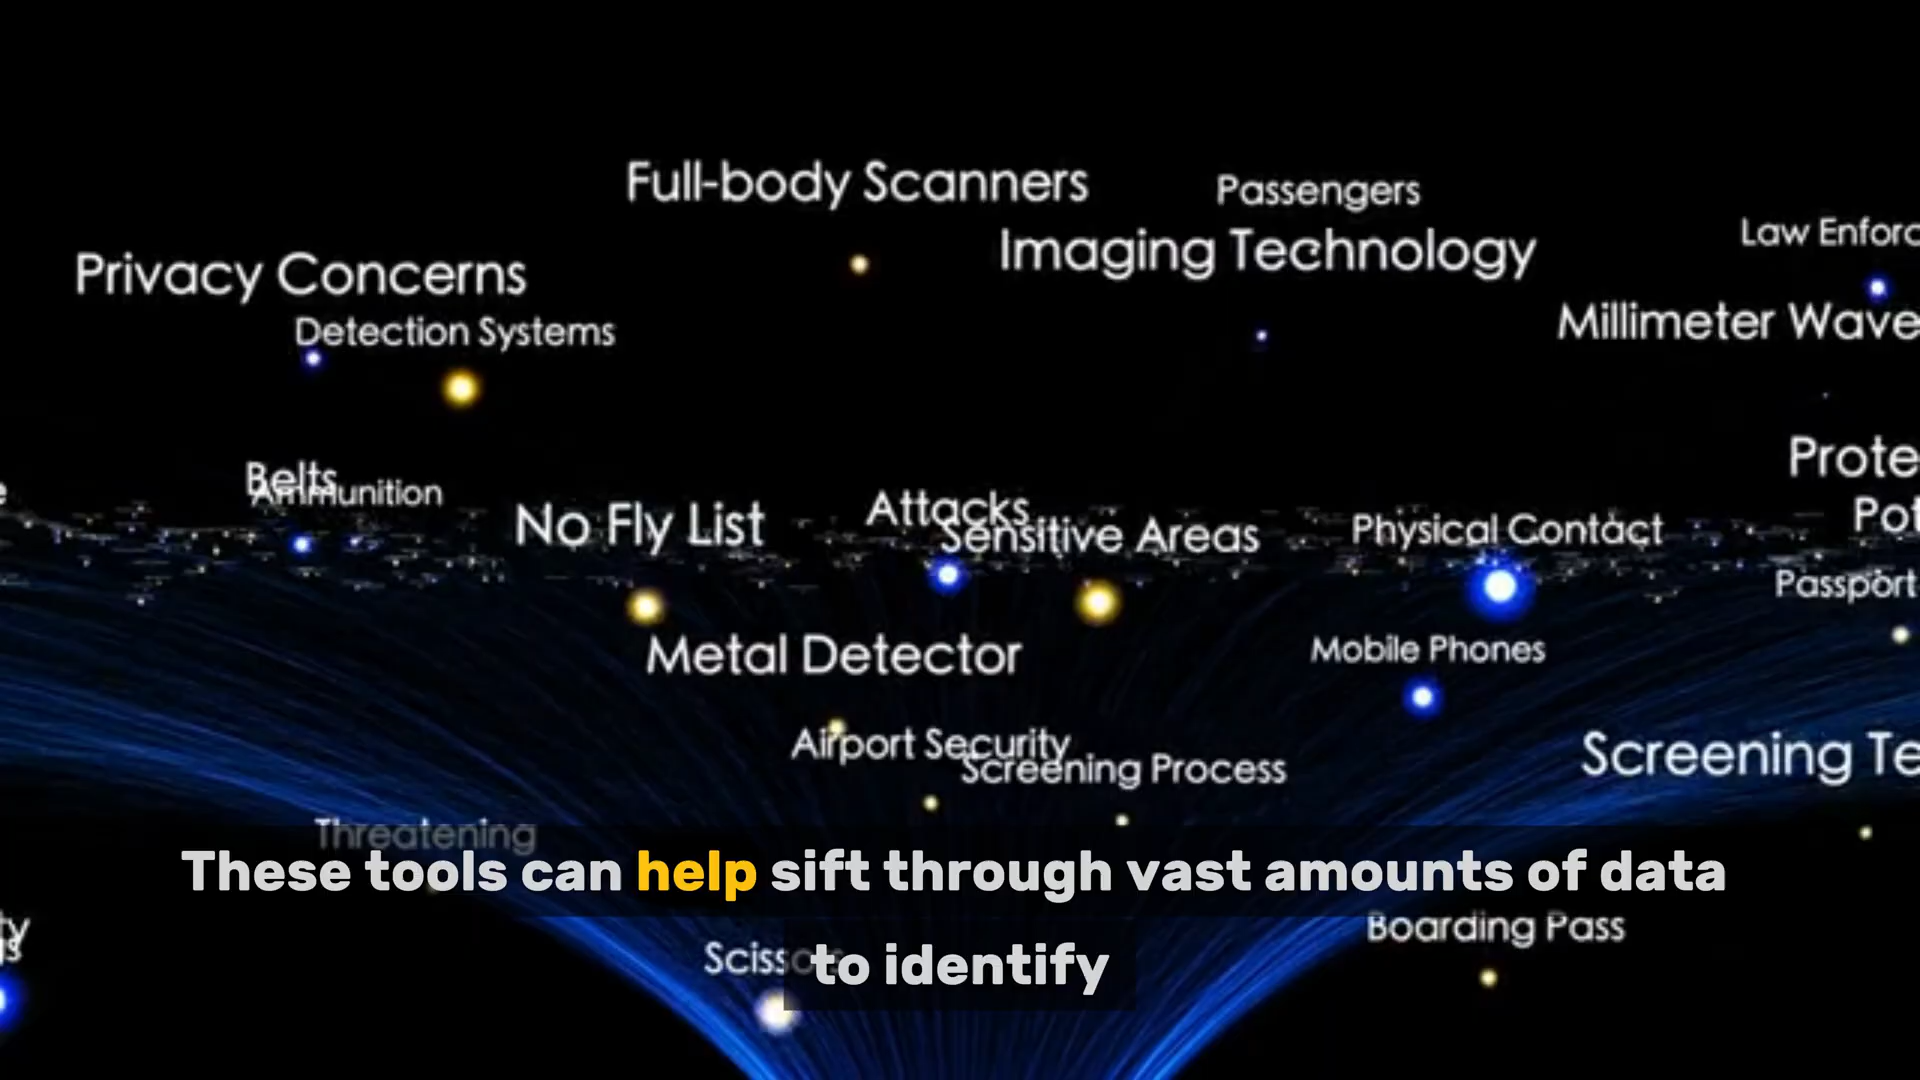 Full-body Scanners
Passengers
Law Enforc
Imaging Technology
Privacy Concerns
Millimeter Wave
Detection Systems
Prote
Belts
Ammunition
Attacks
No Fly List
Pot
Sensitive Areas
Physical Contact
Passport
Metal Detector
Mobile Phones
Airport Security
Screening Te
Screening Process
Threatening
These tools can help sift through vast amounts of data
to identify
Boarding Pass